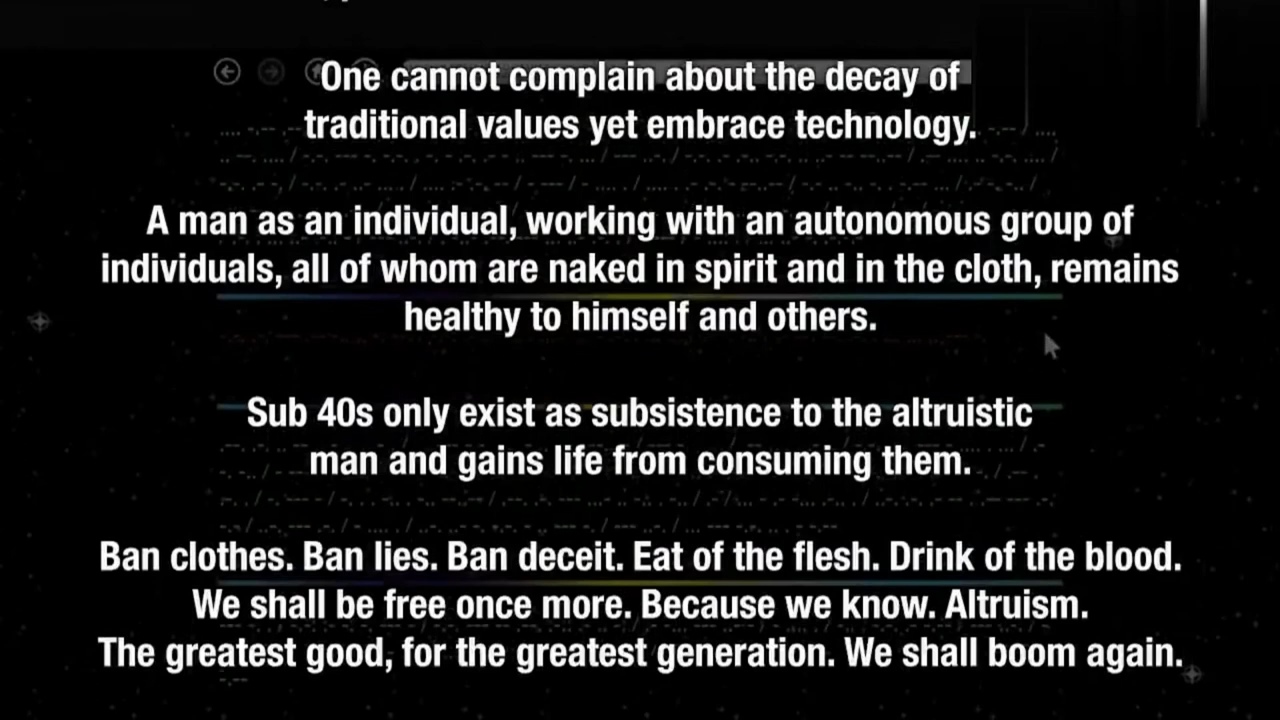 One cannot complain about the decay of
traditional values yet embrace technology.
A man as an individual, working with an autonomous group of
individuals, all of whom are naked in spirit and in the cloth, remains
healthy to himself and others.
Sub 40s only exist as subsistence to the altruistic
man and gains life from consuming them.
Ban clothes. Ban lies. Ban deceit. Eat of the flesh. Drink of the blood.
We shall be free once more. Because we know. Altruism.
The greatest good, for the greatest generation. We shall boom again.